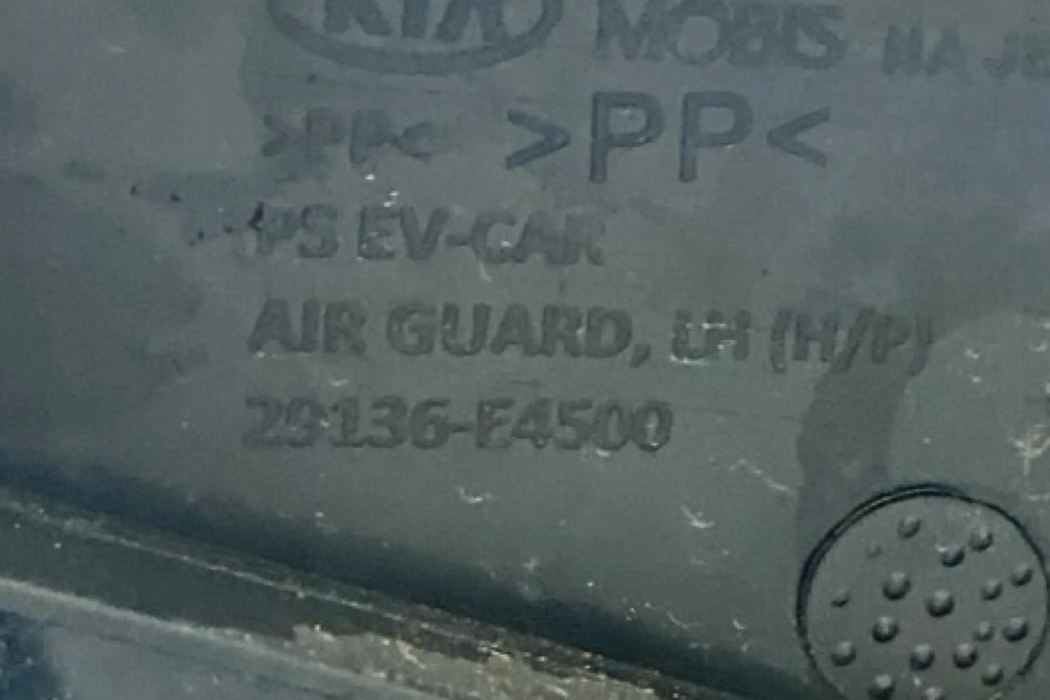 KIA MOBIS
>PP< >PP<
PS EV-CAR
AIR GUARD, LH (H/P)
29136-E4500